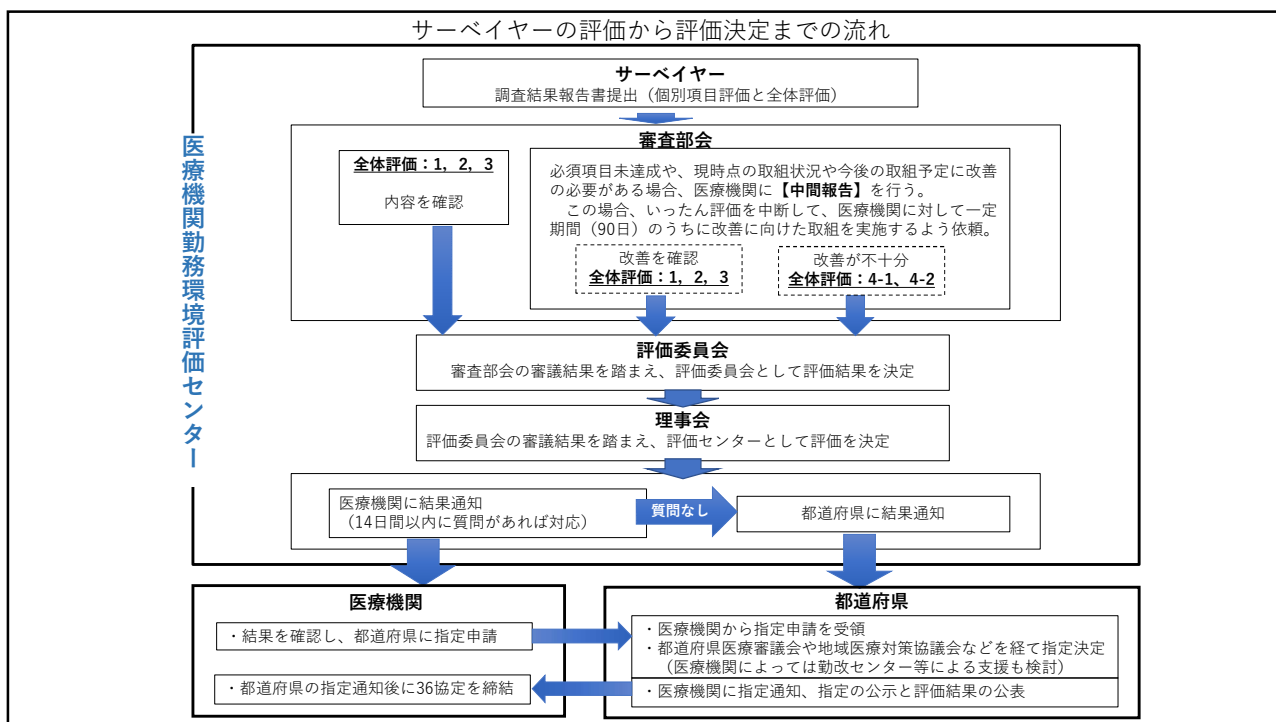 サーベイヤーの評価から評価決定までの流れ
医療機関勤務環境評価センター
サーベイヤー
調査結果報告書提出（個別項目評価と全体評価）
審査部会
全体評価：1，2，3
内容を確認
必須項目未達成や、現時点の取組状況や今後の取組予定に改善
の必要がある場合、医療機関に【中間報告】を行う。
この場合、いったん評価を中断して、医療機関に対して一定
期間（90日）のうちに改善に向けた取組を実施するよう依頼。
改善を確認
全体評価：1，2，3
改善が不十分
全体評価：4-1、4-2
評価委員会
審査部会の審議結果を踏まえ、評価委員会として評価結果を決定
理事会
評価委員会の審議結果を踏まえ、評価センターとして評価を決定
医療機関に結果通知
（14日間以内に質問があれば対応）
質問なし
都道府県に結果通知
医療機関
・結果を確認し、都道府県に指定申請
・都道府県の指定通知後に36協定を締結
都道府県
・医療機関から指定申請を受領
・都道府県医療審議会や地域医療対策協議会などを経て指定決定
（医療機関によっては勤改センター等による支援も検討）
・医療機関に指定通知、指定の公示と評価結果の公表